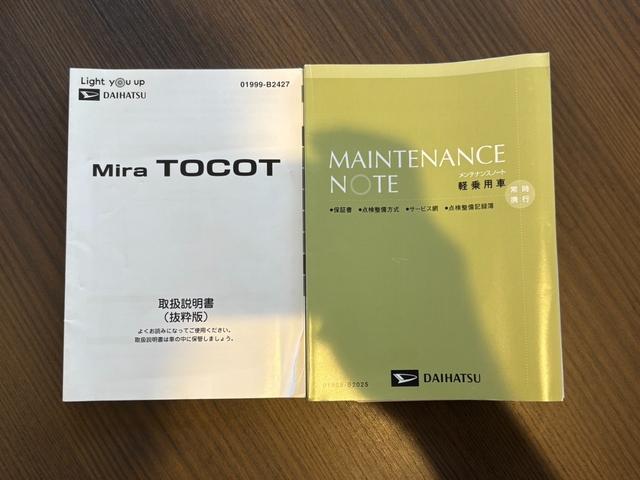 Light you up
DAIHATSU
01999-B2427
Mira TOCOT
取扱説明書
（抜粋版）
よくお読みになってご使用ください。
取扱説明書は車の中に保管しましょう。
MAINTENANCE
NOTE
メンテナンスノート
軽乗用車
常時
携行
●保証書 ●点検整備方式 ●サービス網 ●点検整備記録簿
DAIHATSU